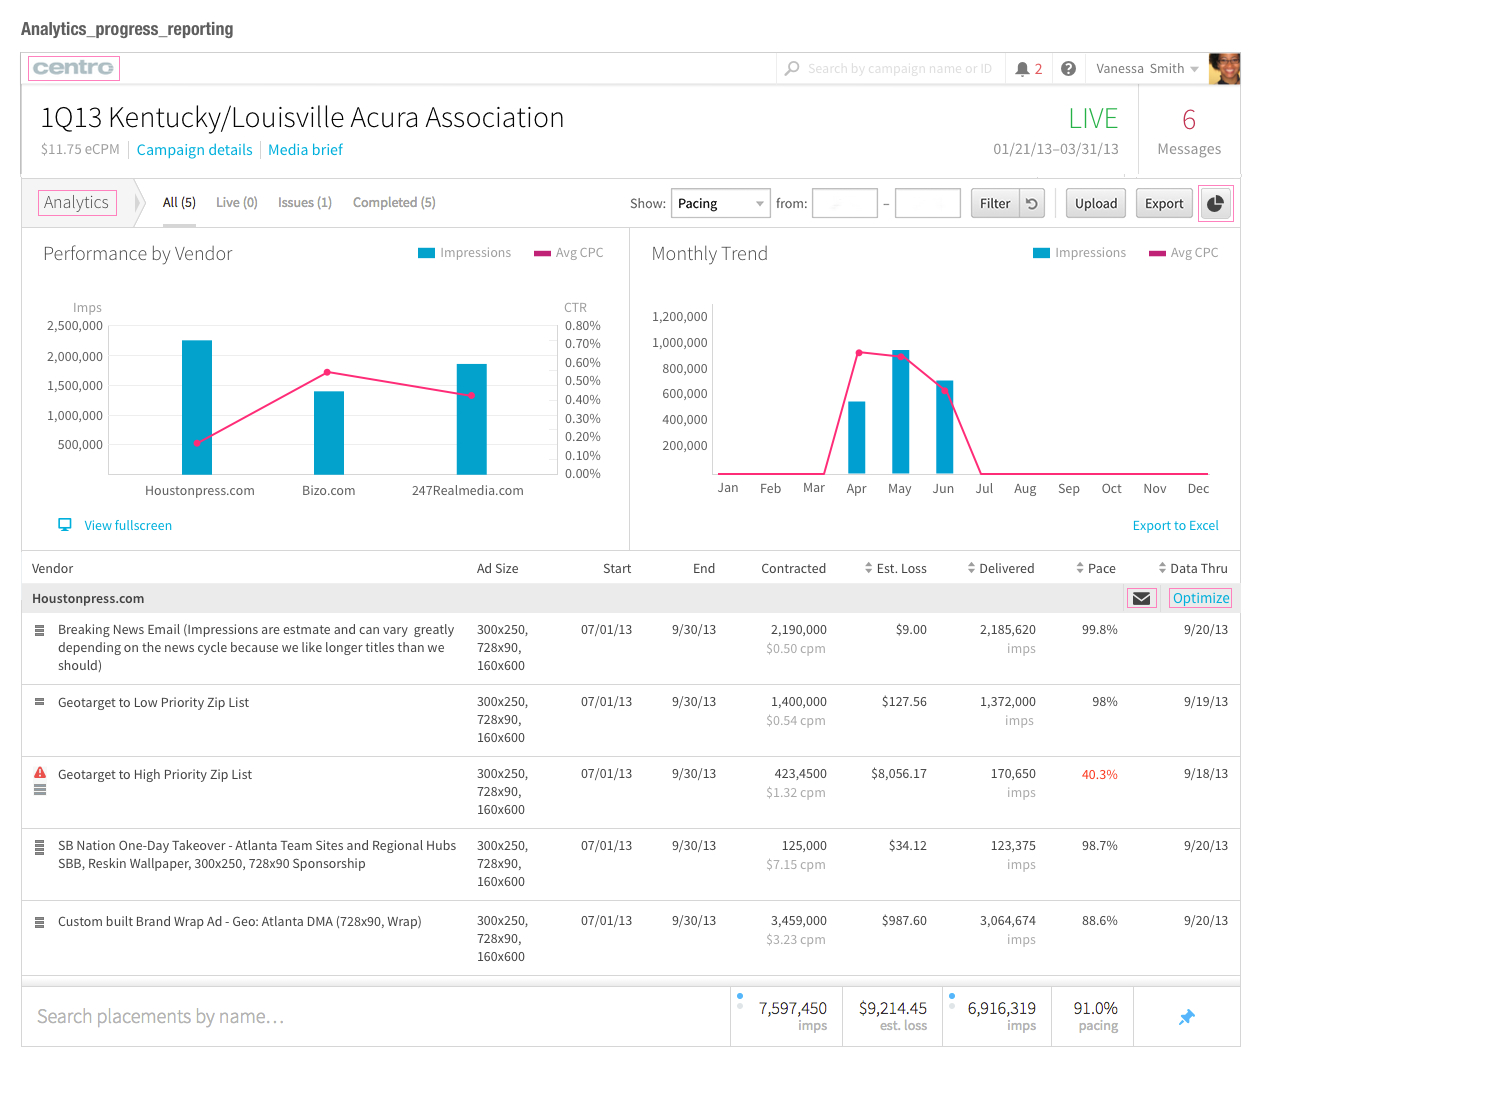 Analytics_progress_reporting
centro
Search by campaign name or ID
2
Vanessa Smith
1Q13 Kentucky/Louisville Acura Association
LIVE
6
$11.75 eCPM
Campaign details
Media brief
01/21/13–03/31/13
Messages
Analytics
All (5)
Live (0)
Issues (1)
Completed (5)
Show:
Pacing
from:
–
Filter
Upload
Export
Performance by Vendor
Impressions
Avg CPC
Imps
CTR
2,500,000
2,000,000
1,500,000
1,000,000
500,000
0.80%
0.70%
0.60%
0.50%
0.40%
0.30%
0.20%
0.10%
0.00%
Houstonpress.com
Bizo.com
247Realmedia.com
View fullscreen
Monthly Trend
Impressions
Avg CPC
1,200,000
1,000,000
800,000
600,000
400,000
200,000
Jan Feb Mar Apr May Jun Jul Aug Sep Oct Nov Dec
Export to Excel
Vendor Ad Size Start End Contracted Est. Loss Delivered Pace Data Thru
Houstonpress.com
Optimize
Breaking News Email (Impressions are estmate and can vary greatly
depending on the news cycle because we like longer titles than we
should)
300x250,
728x90,
160x600
07/01/13
9/30/13
2,190,000
$0.50 cpm
$9.00
2,185,620
imps
99.8%
9/20/13
Geotarget to Low Priority Zip List
300x250,
728x90,
160x600
07/01/13
9/30/13
1,400,000
$0.54 cpm
$127.56
1,372,000
imps
98%
9/19/13
Geotarget to High Priority Zip List
300x250,
728x90,
160x600
07/01/13
9/30/13
423,4500
$1.32 cpm
$8,056.17
170,650
imps
40.3%
9/18/13
SB Nation One-Day Takeover - Atlanta Team Sites and Regional Hubs
SBB, Reskin Wallpaper, 300x250, 728x90 Sponsorship
300x250,
728x90,
160x600
07/01/13
9/30/13
125,000
$7.15 cpm
$34.12
123,375
imps
98.7%
9/20/13
Custom built Brand Wrap Ad - Geo: Atlanta DMA (728x90, Wrap)
300x250,
728x90,
160x600
07/01/13
9/30/13
3,459,000
$3.23 cpm
$987.60
3,064,674
imps
88.6%
9/20/13
Search placements by name...
7,597,450
imps
$9,214.45
est. loss
6,916,319
imps
91.0%
pacing